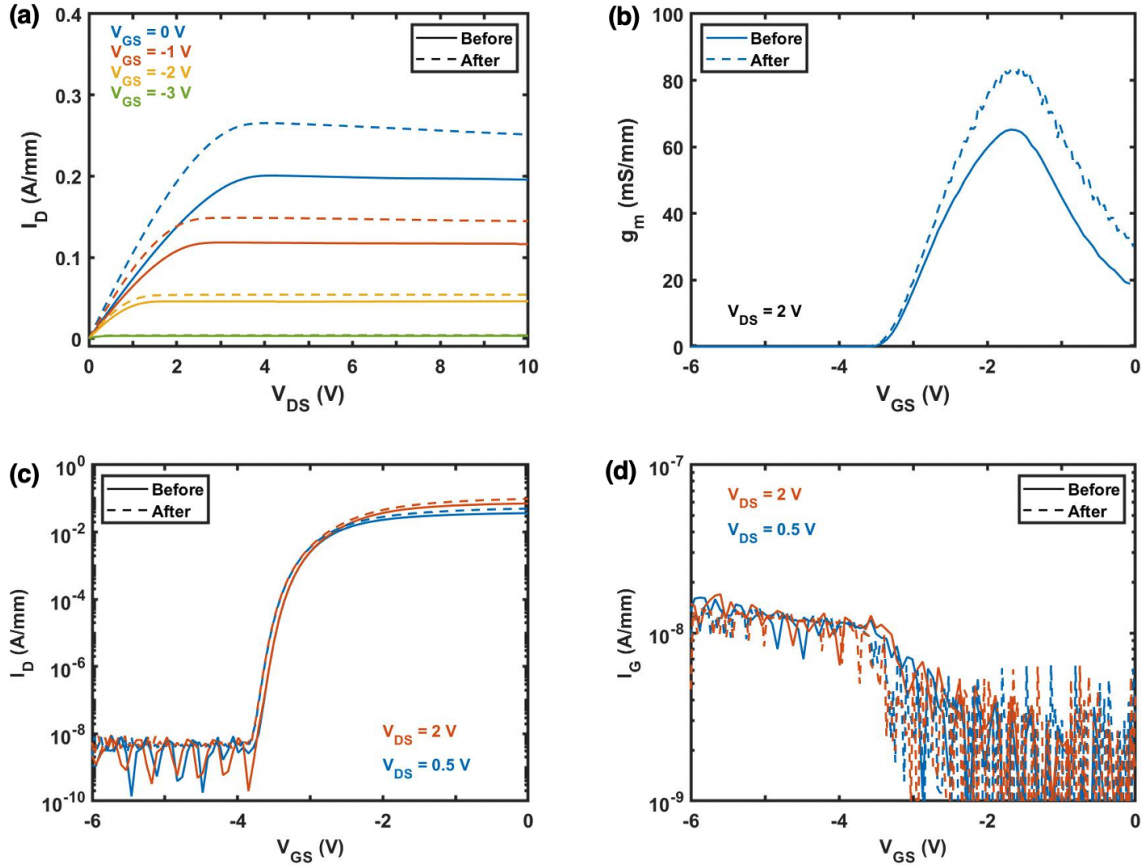 (a)
0.4
0.3
0.2
0.1
0
I_D (A/mm)
V_GS = 0 V
V_GS = -1 V
V_GS = -2 V
V_GS = -3 V
Before
After
0 2 4 6 8 10
V_DS (V)
(b)
100
80
60
40
20
0
g_m (mS/mm)
Before
After
V_DS = 2 V
-6 -4 -2 0
V_GS (V)
(c)
10^0
10^-2
10^-4
10^-6
10^-8
10^-10
I_D (A/mm)
Before
After
V_DS = 2 V
V_DS = 0.5 V
-6 -4 -2 0
V_GS (V)
(d)
10^-7
10^-8
10^-9
I_G (A/mm)
V_DS = 2 V
V_DS = 0.5 V
Before
After
-6 -4 -2 0
V_GS (V)